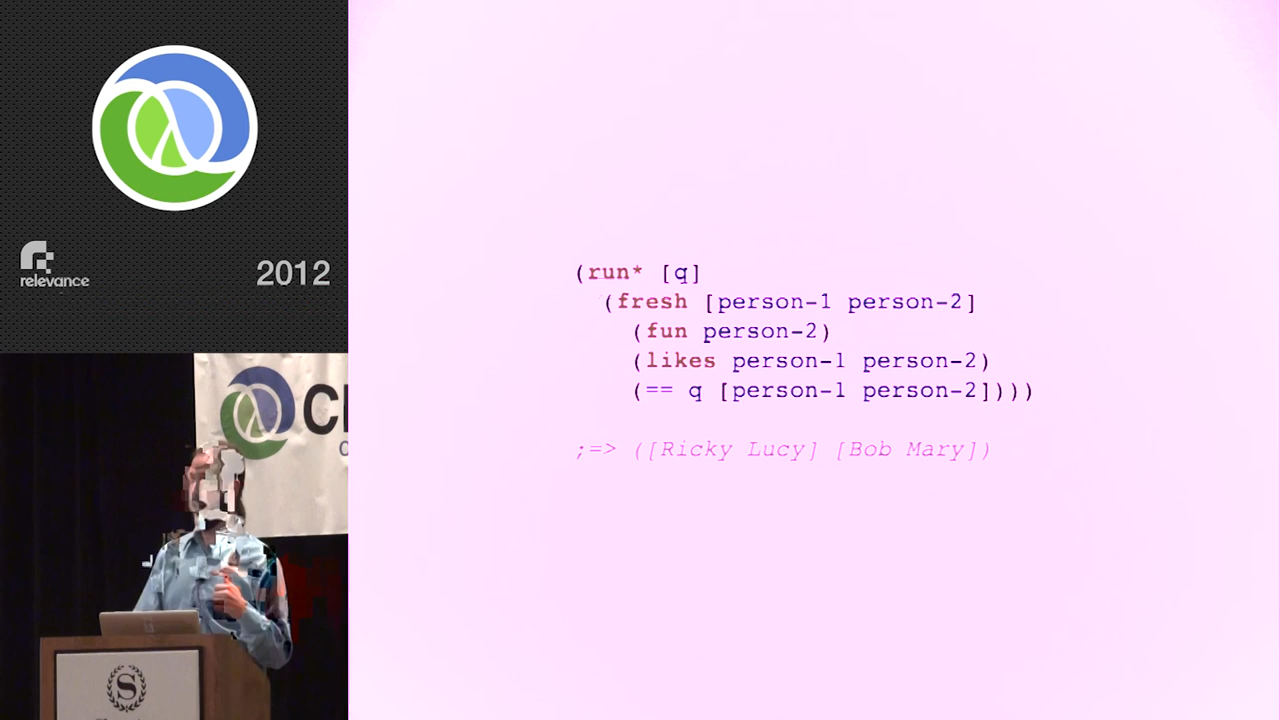 relevance
2012
(run* [q]
(fresh [person-1 person-2]
(fun person-2)
(likes person-1 person-2)
(== q [person-1 person-2])))
;=> ([Ricky Lucy] [Bob Mary])
S